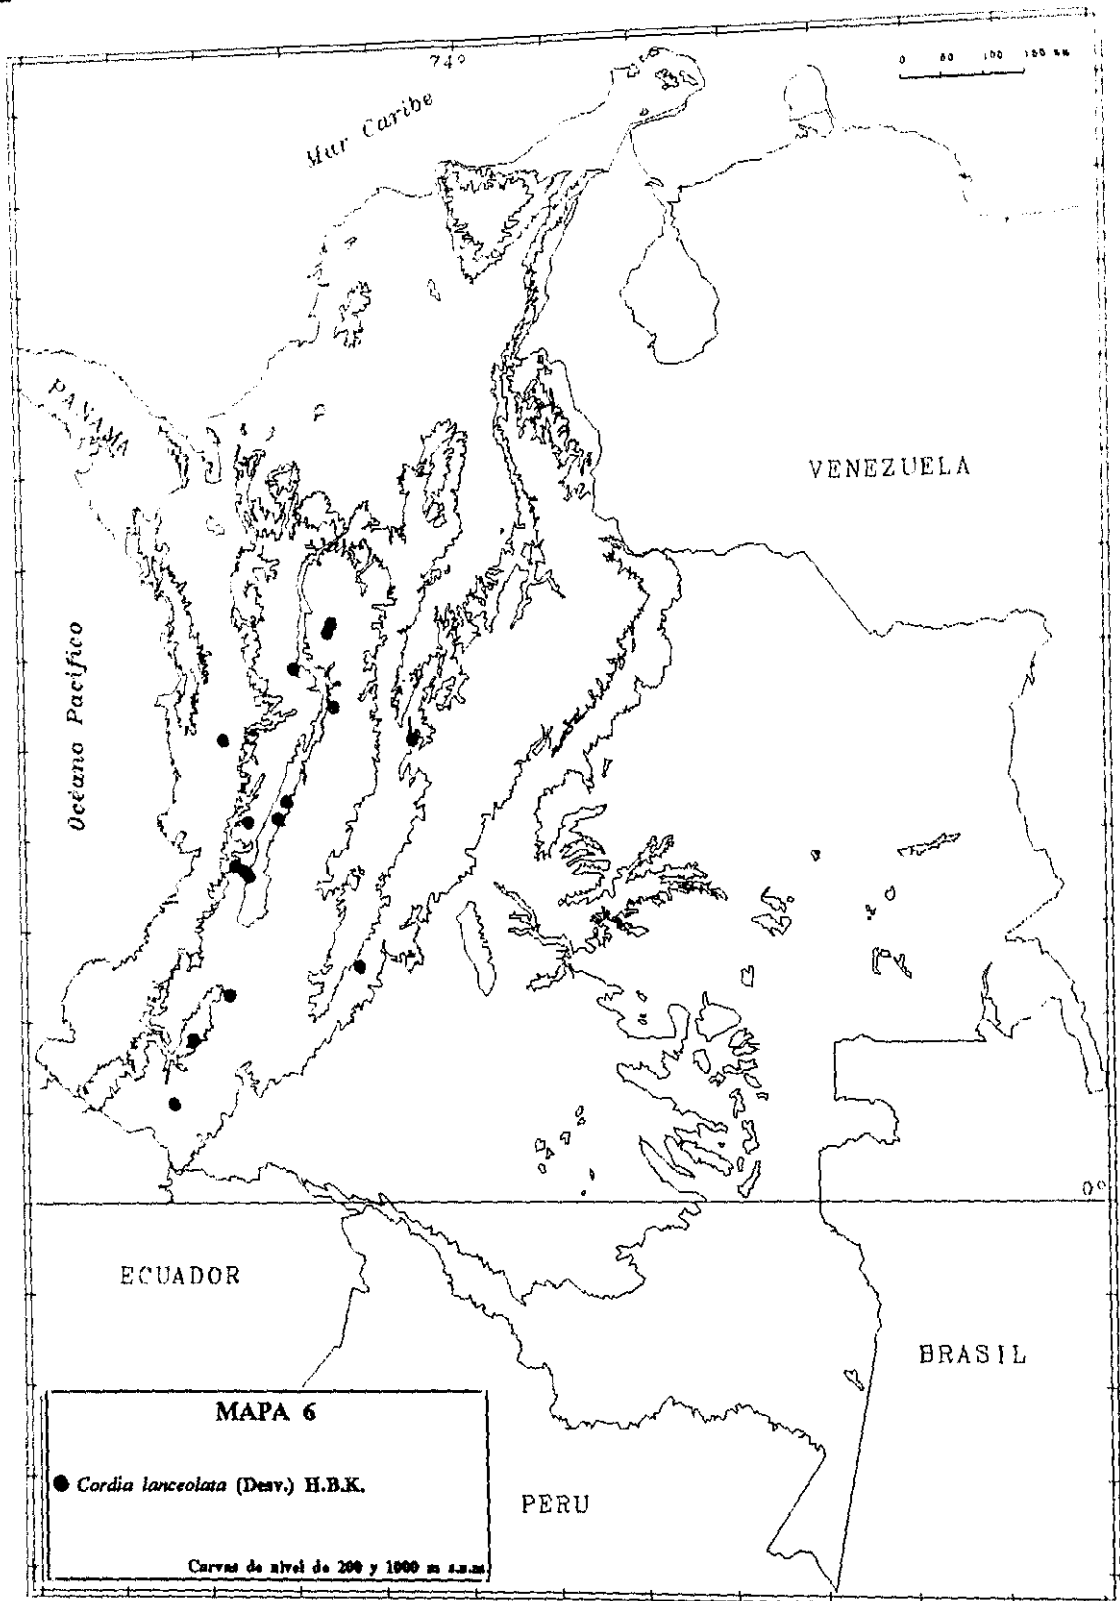 74°
0 50 100 150 km
Mar Caribe
PANAMA
VENEZUELA
Océano Pacífico
0°
ECUADOR
BRASIL
MAPA 6
Cordia lanceolata (Desv.) H.B.K.
PERU
Curvas de nivel de 200 y 1000 m s.n.m.